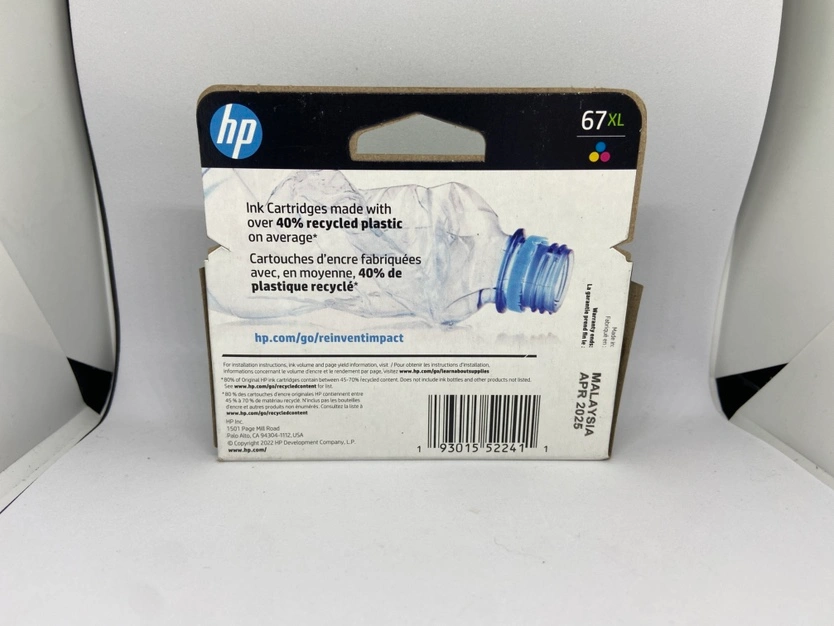 hp
67XL
Ink Cartridges made with
over 40% recycled plastic
on average*
Cartouches d'encre fabriquées
avec, en moyenne, 40% de
plastique recyclé*
hp.com/go/reinventimpact
For installation instructions, ink volume and page yield information, visit / Pour obtenir les instructions d'installation,
informations concernant le volume d'encre et le rendement par page, visitez www.hp.com/go/learnaboutsupplies
*80% of Original HP ink cartridges contain between 45-70% recycled content. Does not include ink bottles and other products not listed.
See www.hp.com/go/recycledcontent for list.
*80 % des cartouches d'encre originales HP contiennent entre
45 % à 70 % de matériau recyclé. N'inclus pas les bouteilles
d'encre et autres produits non énumérés. Consultez la liste à
www.hp.com/go/recycledcontent
HP Inc.
1501 Page Mill Road
Palo Alto, CA 94304-1112, USA
© Copyright 2022 HP Development Company, L.P.
www.hp.com/
1 93015 52241 1
Made in:
Fabriqué en :
Warranty ends:
La garantie prend fin le :
MALAYSIA
APR 2025